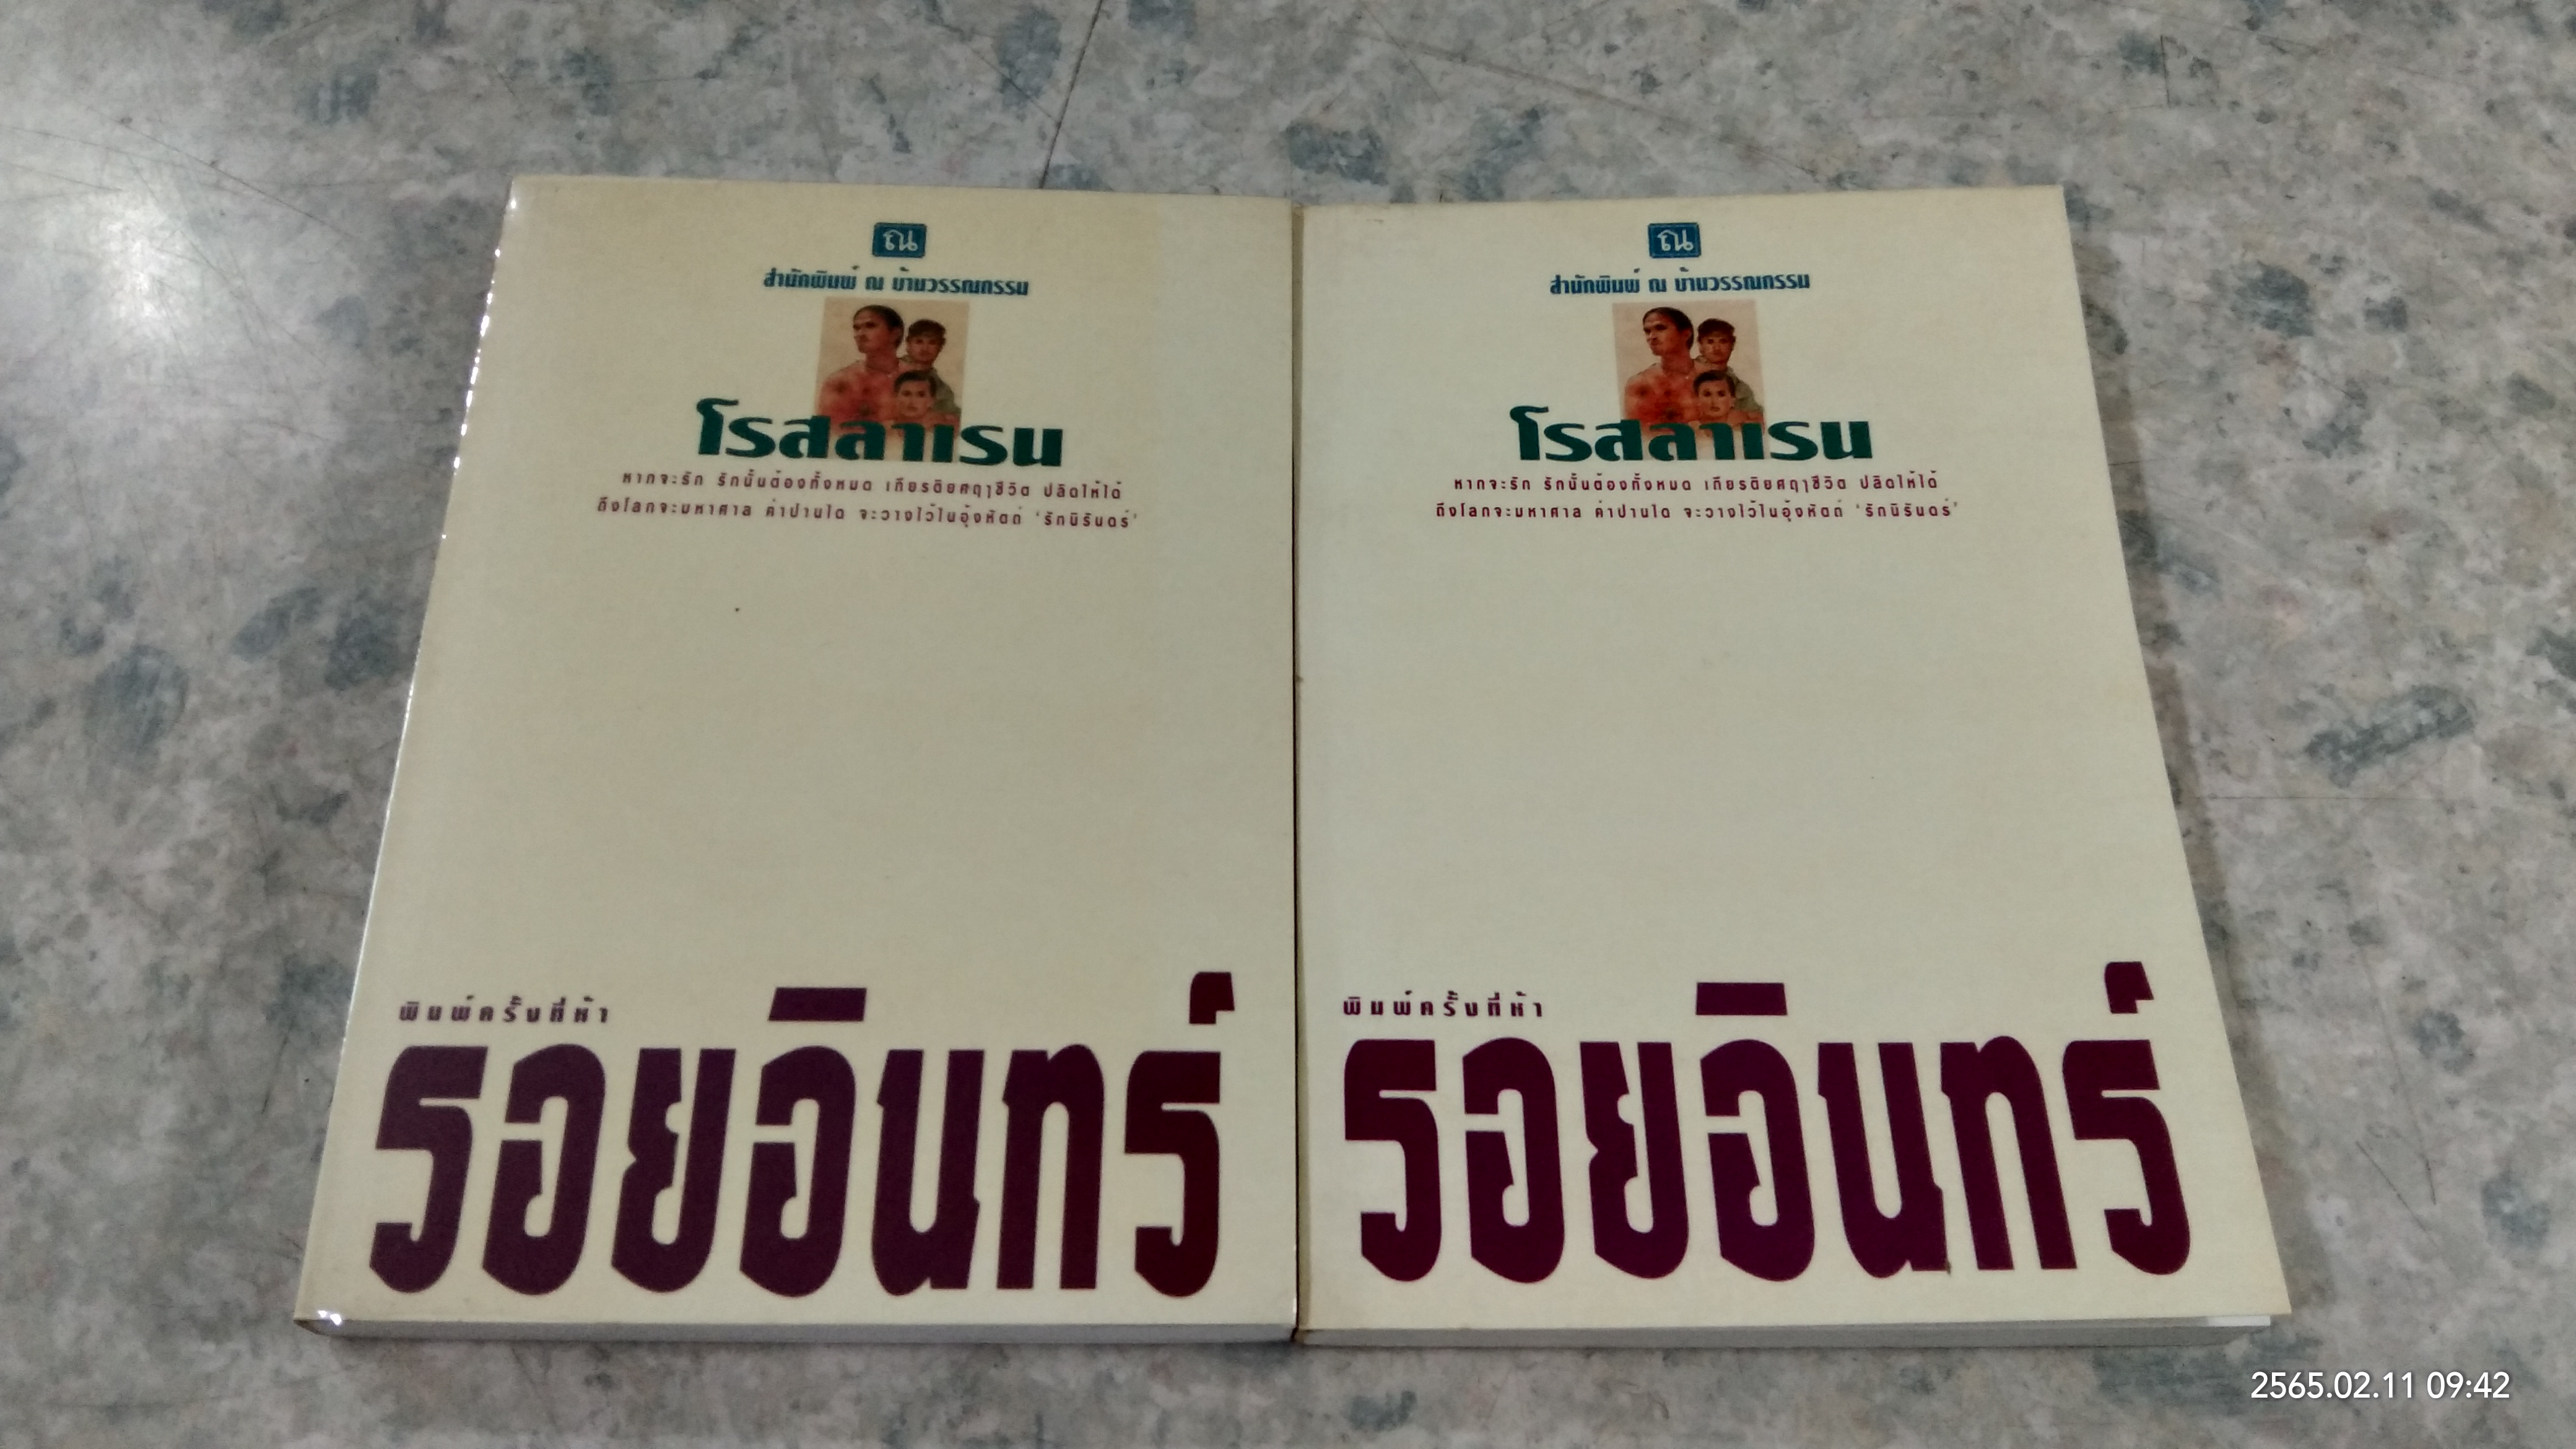 ณ
สำนักพิมพ์ ณ บ้านวรรณกรรม
โรสลาเรน
หากจะรัก รักนั้นต้องทั้งหมด เกียรติยศฤๅชีวิต ปลิดให้ได้
ถึงโลกจะมหาศาล ค่าปานใด จะวางไว้ในอุ้งหัตถ์ 'รักนิรันดร์'
พิมพ์ครั้งที่ห้า
รอยอินทร์
ณ
สำนักพิมพ์ ณ บ้านวรรณกรรม
โรสลาเรน
หากจะรัก รักนั้นต้องทั้งหมด เกียรติยศฤๅชีวิต ปลิดให้ได้
ถึงโลกจะมหาศาล ค่าปานใด จะวางไว้ในอุ้งหัตถ์ 'รักนิรันดร์'
พิมพ์ครั้งที่ห้า
รอยอินทร์
2565.02.11 09:42